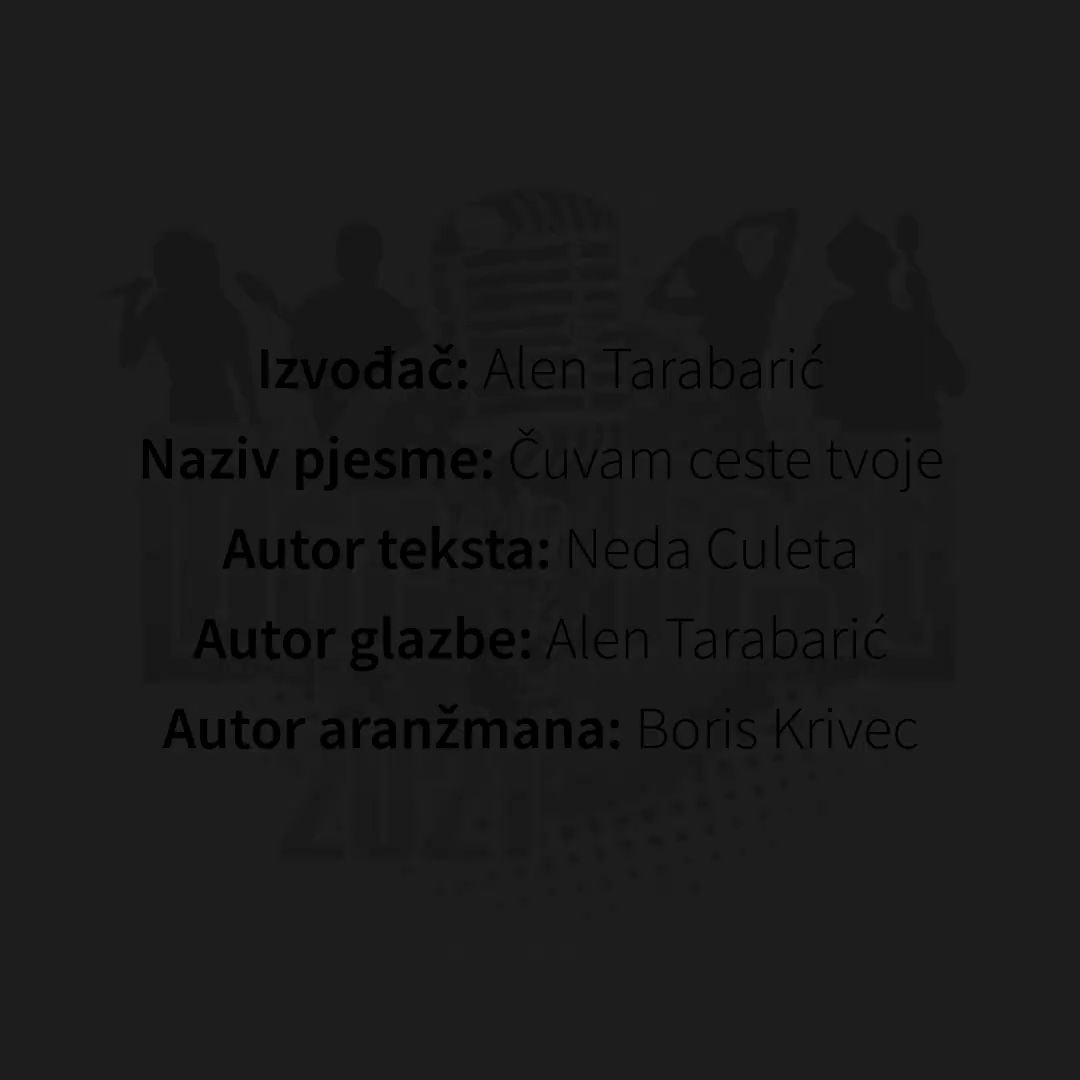 Izvođač: Alen Tarabarić
Naziv pjesme: Čuvam ceste tvoje
Autor teksta: Neda Culeta
Autor glazbe: Alen Tarabarić
Autor aranžmana: Boris Krivec
2021